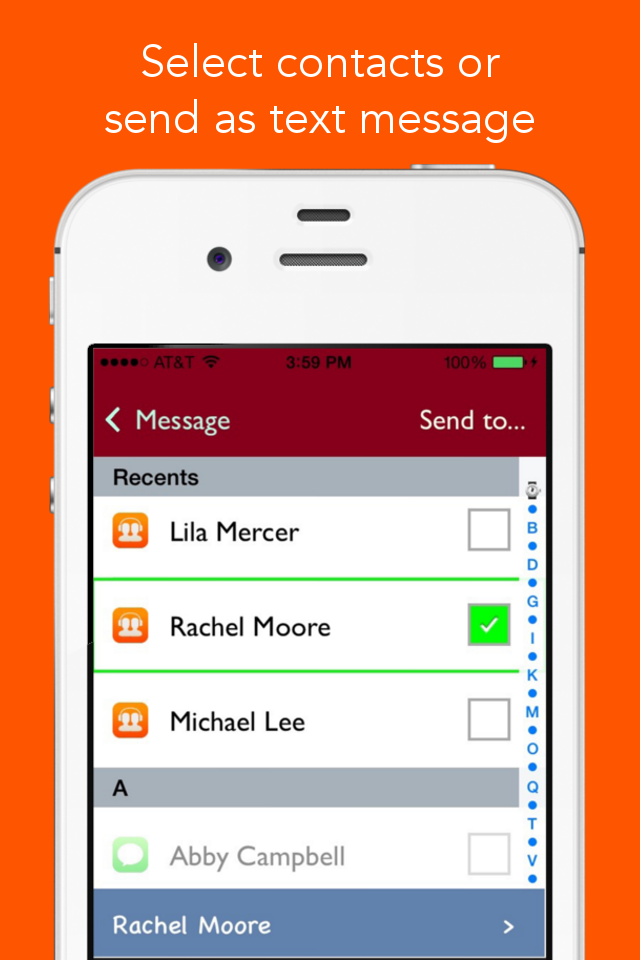 Select contacts or
send as text message
AT&T 3:59 PM 100%
Message Send to...
Recents
Lila Mercer
Rachel Moore
Michael Lee
A
Abby Campbell
Rachel Moore >
B
D
G
I
K
M
O
Q
T
V